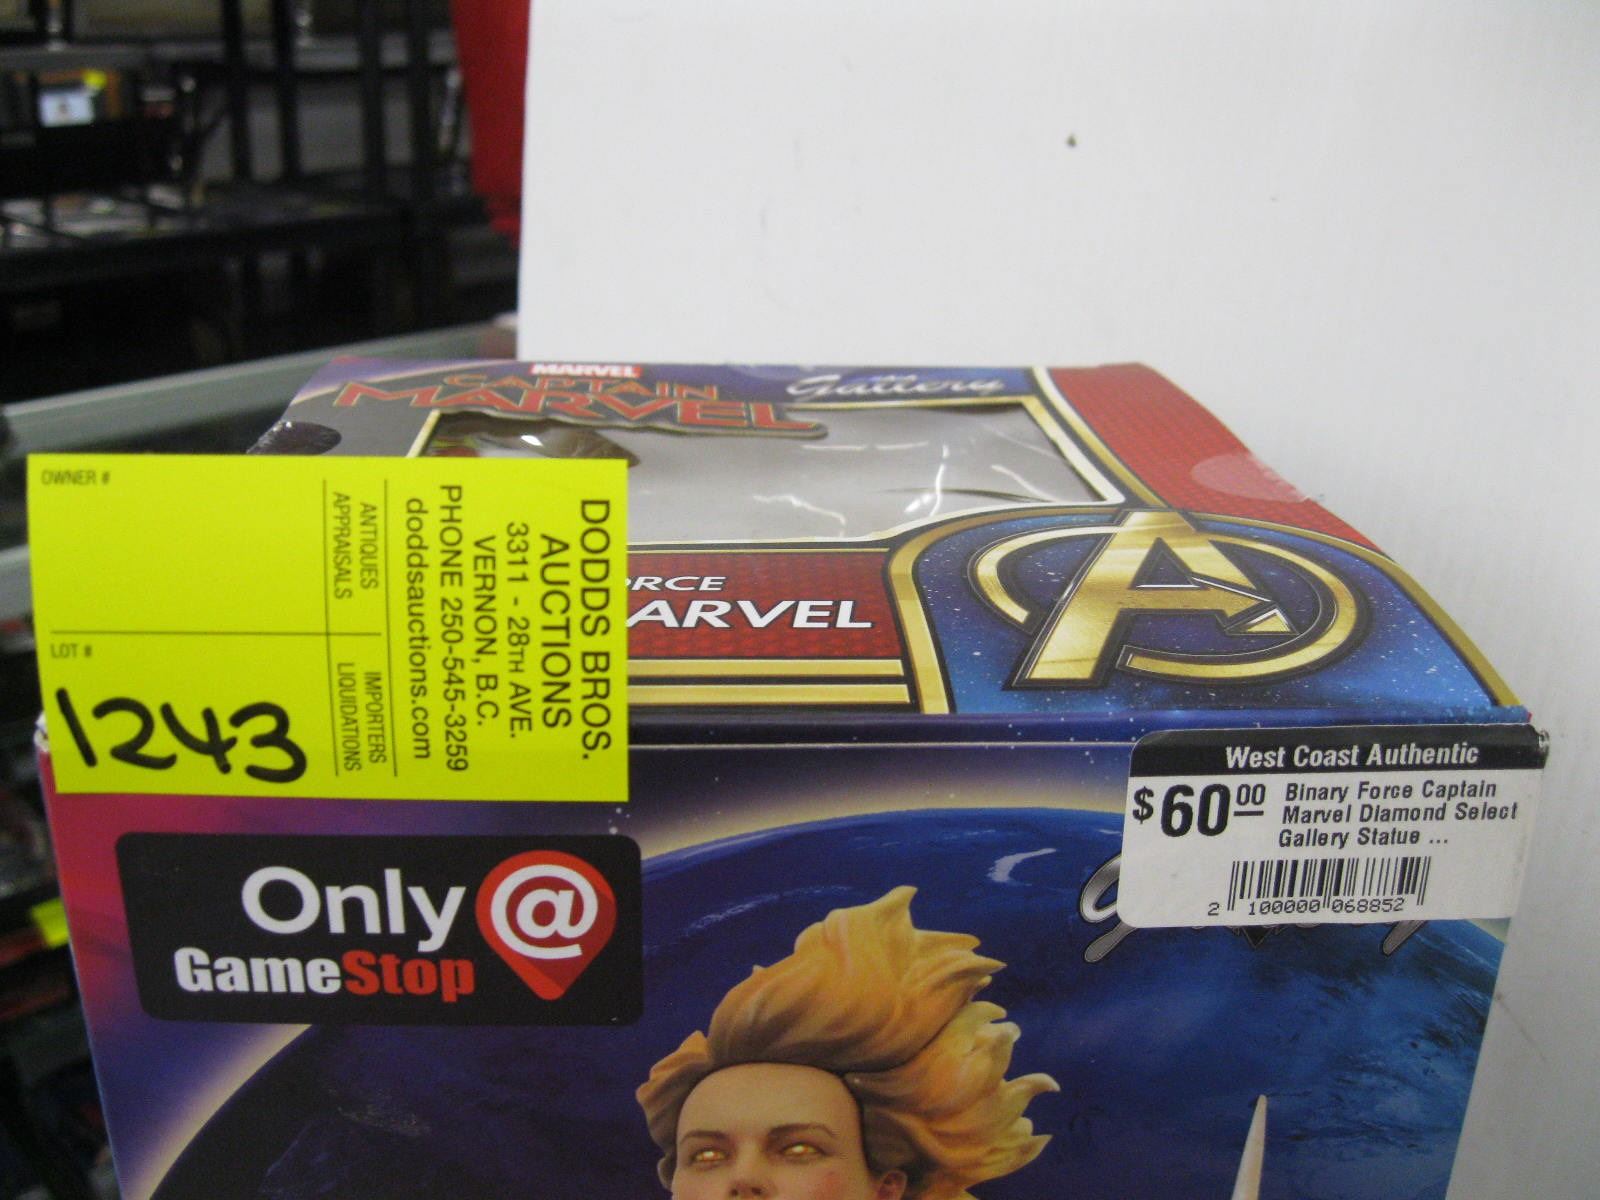 MARVEL
CAPTAIN
MARVEL
Gallery
RCE
ARVEL
OWNER #
LOT #
1243
ANTIQUES
APPRAISALS
IMPORTERS
LIQUIDATIONS
DODDS BROS.
AUCTIONS
3311 - 28TH AVE.
VERNON, B.C.
PHONE 250-545-3259
doddsauctions.com
West Coast Authentic
$60.00 Binary Force Captain
Marvel Diamond Select
Gallery Statue ...
2 100000 068852
Only @
GameStop